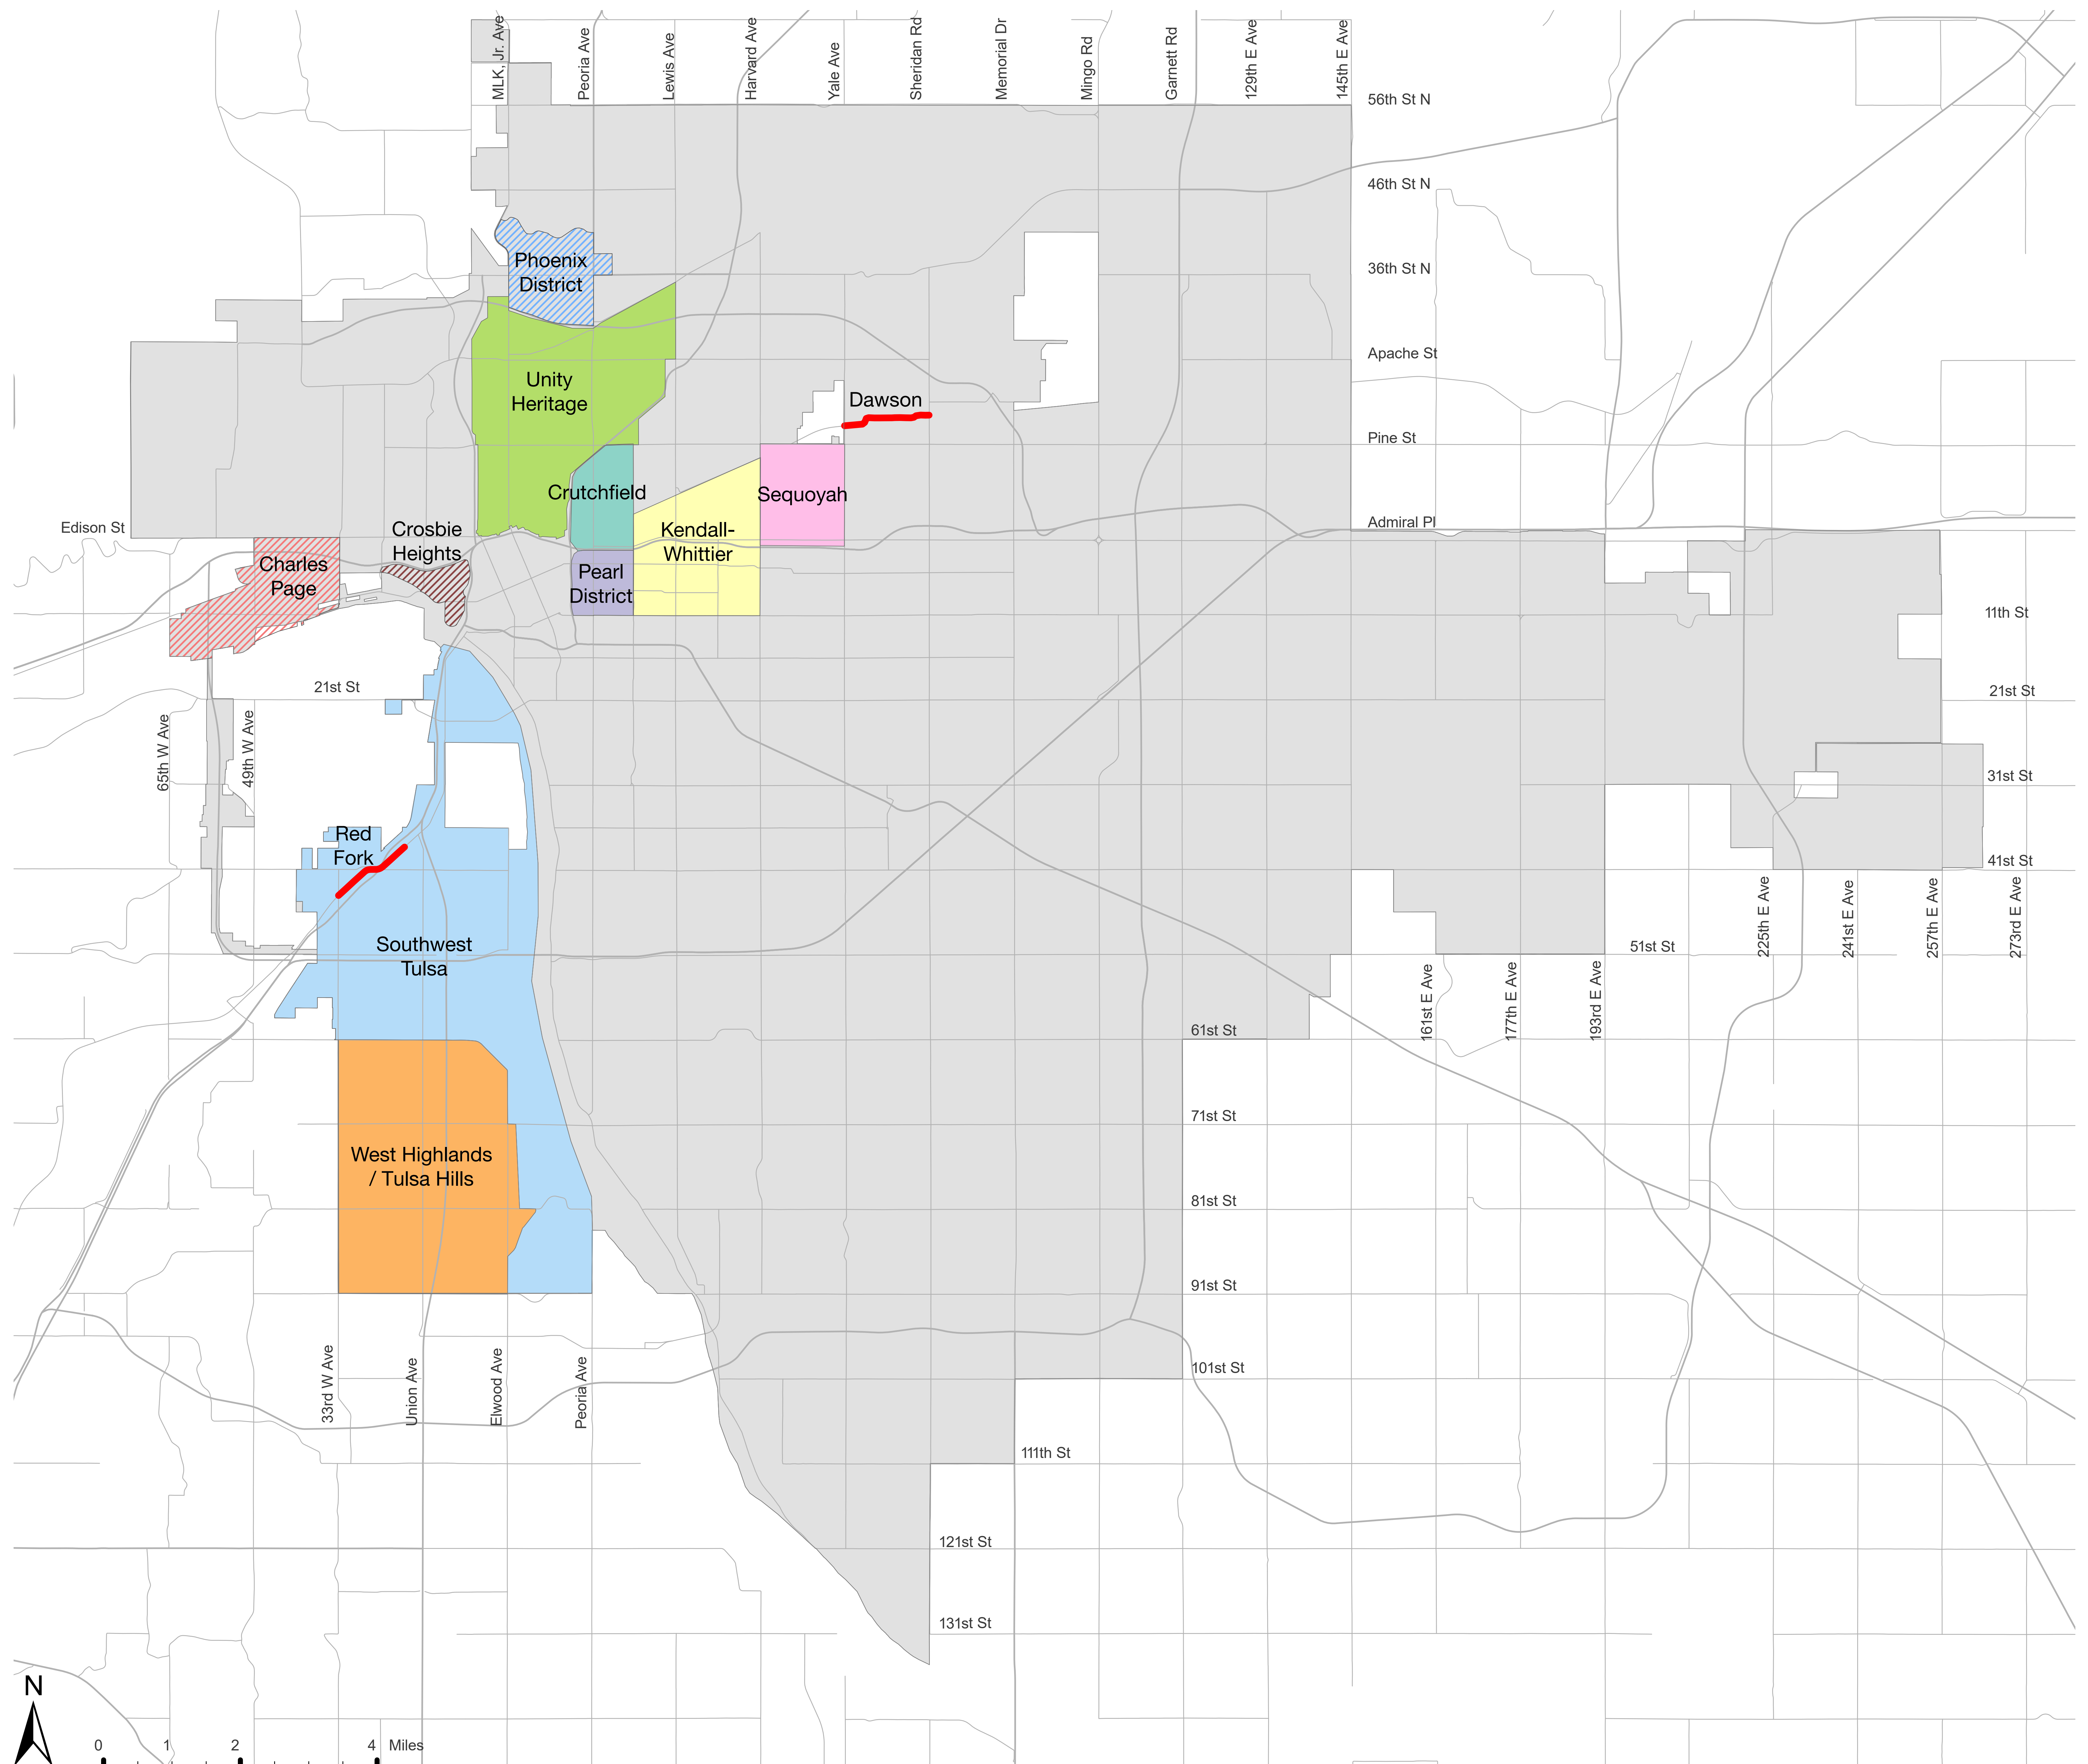 MLK, Jr. Ave
Peoria Ave
Lewis Ave
Harvard Ave
Yale Ave
Sheridan Rd
Memorial Dr
Mingo Rd
Garnett Rd
129th E Ave
145th E Ave
56th St N
46th St N
36th St N
Phoenix
District
Apache St
Unity
Heritage
Dawson
Pine St
Crutchfield
Sequoyah
Edison St
Crosbie
Heights
Kendall-
Whittier
Admiral Pl
Charles
Page
Pearl
District
11th St
21st St
21st St
65th W Ave
49th W Ave
31st St
Red
Fork
41st St
225th E Ave
241st E Ave
257th E Ave
273rd E Ave
Southwest
Tulsa
51st St
161st E Ave
177th E Ave
193rd E Ave
61st St
71st St
West Highlands
/ Tulsa Hills
81st St
91st St
33rd W Ave
Union Ave
Elwood Ave
Peoria Ave
101st St
111th St
121st St
131st St
N
0 1 2 4 Miles